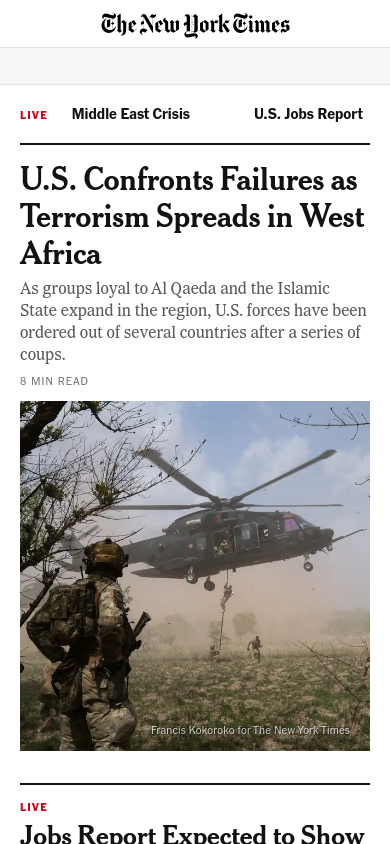 The New York Times
LIVE Middle East Crisis U.S. Jobs Report
U.S. Confronts Failures as
Terrorism Spreads in West
Africa
As groups loyal to Al Qaeda and the Islamic
State expand in the region, U.S. forces have been
ordered out of several countries after a series of
coups.
8 MIN READ
Francis Kokoroko for The New York Times
LIVE
Jobs Report Expected to Show